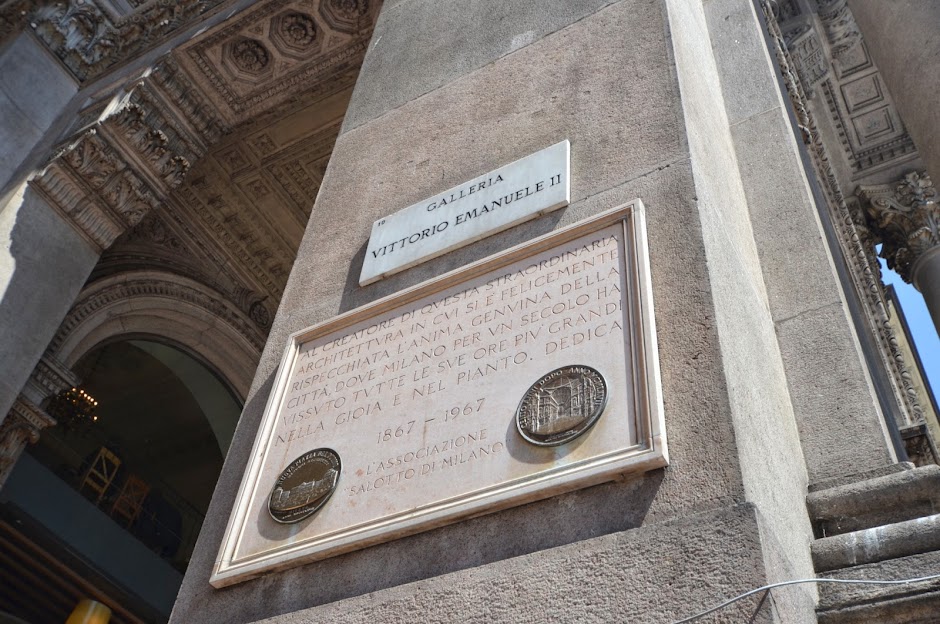 19
GALLERIA
VITTORIO EMANUELE II
AL CREATORE DI QVESTA STRAORDINARIA
ARCHITETTVRA IN CVI SI È FELICEMENTE
RISPECCHIATA L'ANIMA GENVINA DELLA
CITTÀ, DOVE MILANO PER VN SECOLO HA
VISSVTO TVTTE LE SVE ORE PIV GRANDI
NELLA GIOIA E NEL PIANTO. DEDICA
1867 - 1967
L'ASSOCIAZIONE
SALOTTO DI MILANO